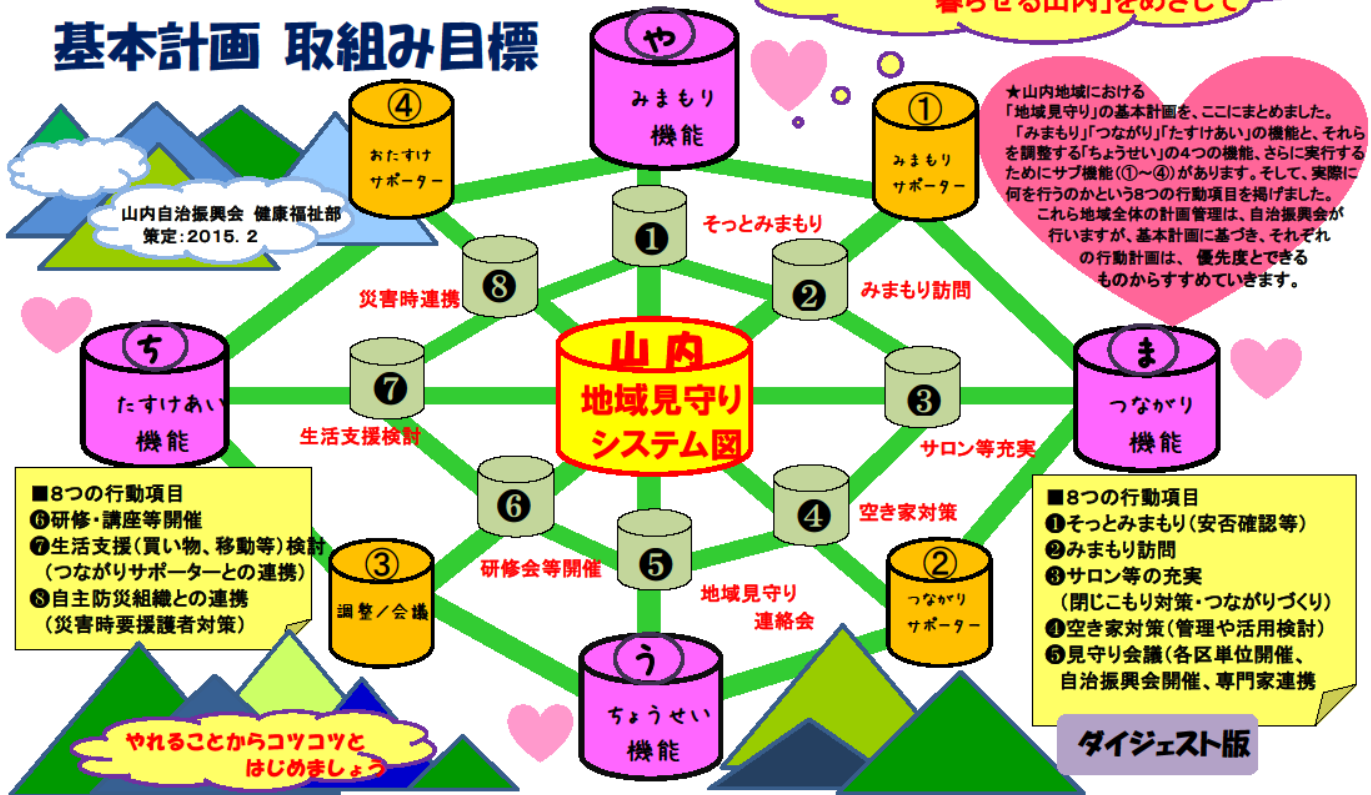 暮らせる山内」をめざして
基本計画 取組み目標
や
みまもり
機能
④
おたすけ
サポーター
①
みまもり
サポーター
★山内地域における
「地域見守り」の基本計画を、ここにまとめました。
「みまもり」「つながり」「たすけあい」の機能と、それら
を調整する「ちょうせい」の4つの機能、さらに実行する
ためにサブ機能(①～④)があります。そして、実際に
何を行うのかという8つの行動項目を掲げました。
これら地域全体の計画管理は、自治振興会が
行いますが、基本計画に基づき、それぞれ
の行動計画は、優先度とできる
ものからすすめていきます。
山内自治振興会 健康福祉部
策定:2015. 2
❶
そっとみまもり
❽
災害時連携
❷
みまもり訪問
ち
たすけあい
機能
山内
地域見守り
システム図
ま
つながり
機能
❼
生活支援検討
❸
サロン等充実
❻
研修会等開催
❺
地域見守り
連絡会
❹
空き家対策
■8つの行動項目
❻研修・講座等開催
❼生活支援(買い物、移動等)検討
(つながりサポーターとの連携)
❽自主防災組織との連携
(災害時要援護者対策)
③
調整/会議
②
つながり
サポーター
■8つの行動項目
❶そっとみまもり(安否確認等)
❷みまもり訪問
❸サロン等の充実
(閉じこもり対策・つながりづくり)
❹空き家対策(管理や活用検討)
❺見守り会議(各区単位開催、
自治振興会開催、専門家連携
う
ちょうせい
機能
やれることからコツコツと
はじめましょう
ダイジェスト版